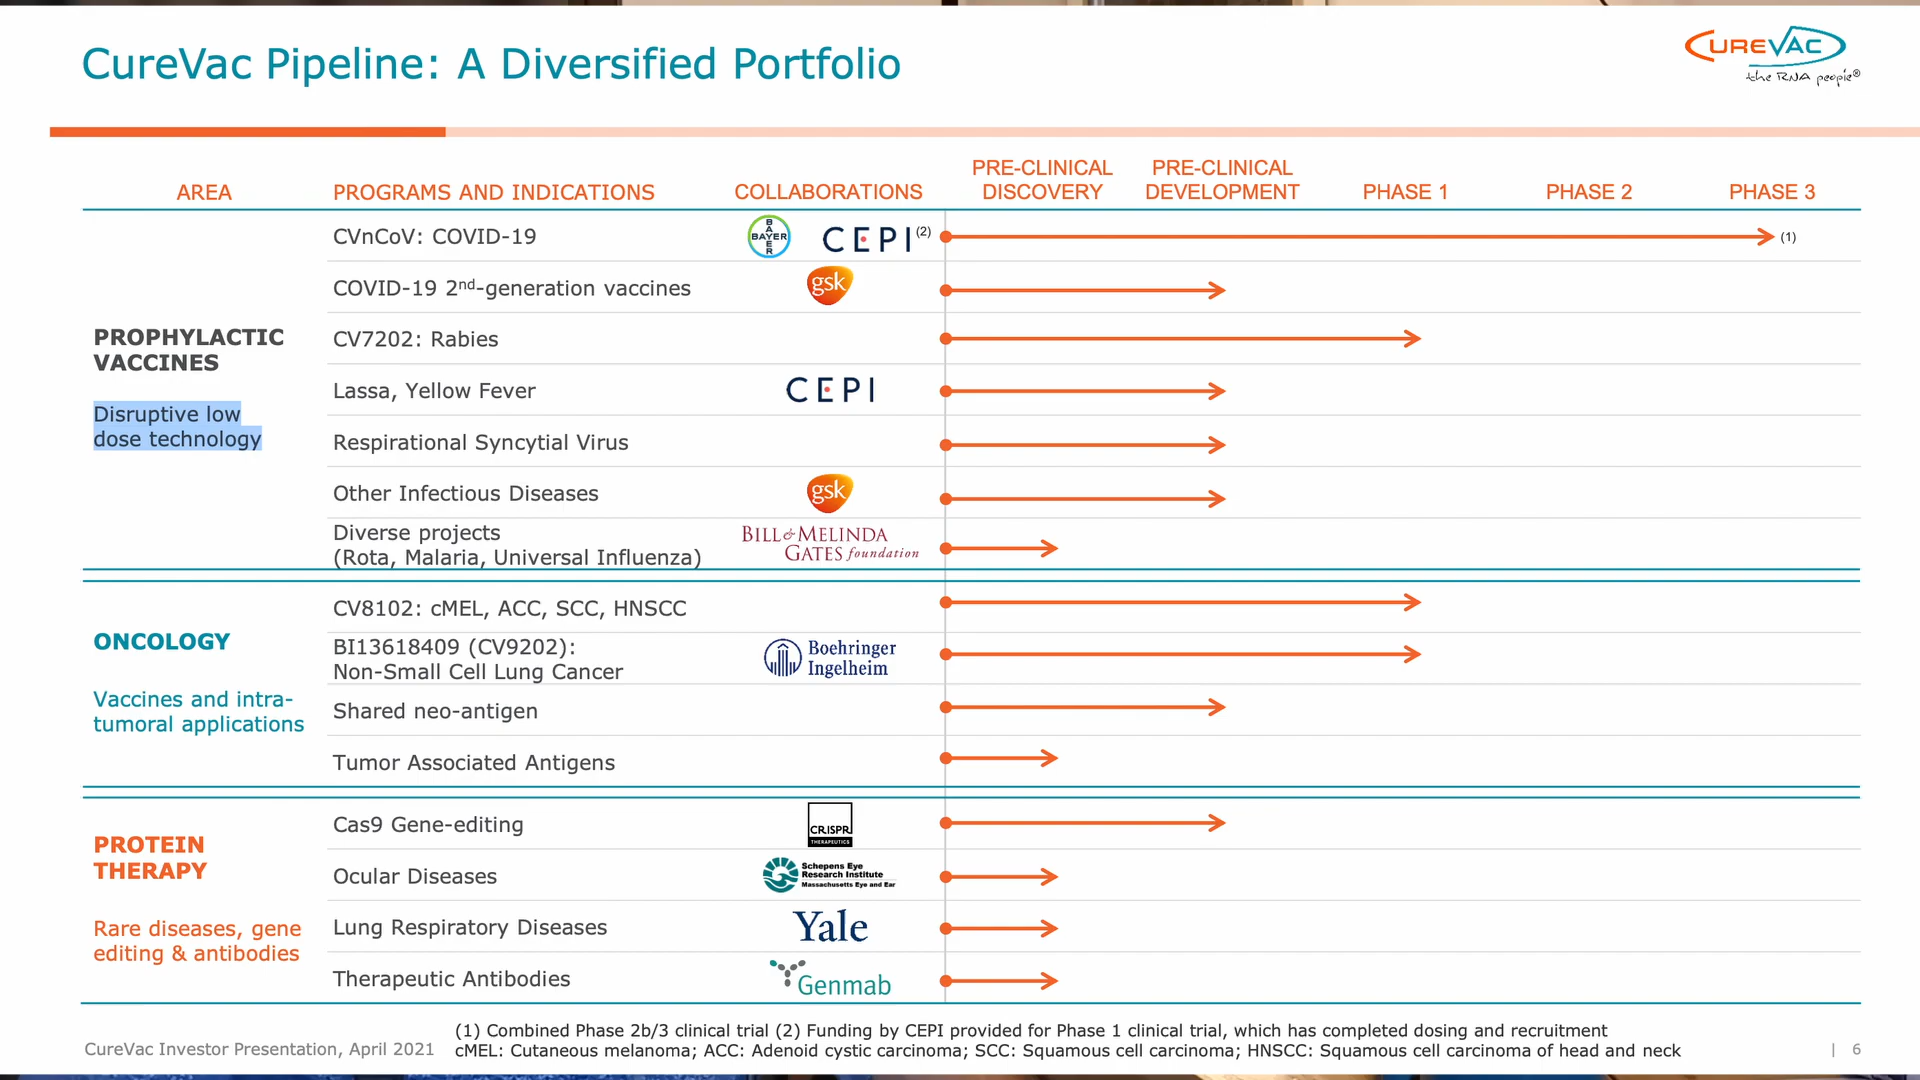 CureVac Pipeline: A Diversified Portfolio
CUREVAC
the RNA people®
AREA
PROGRAMS AND INDICATIONS
COLLABORATIONS
PRE-CLINICAL
DISCOVERY
PRE-CLINICAL
DEVELOPMENT
PHASE 1
PHASE 2
PHASE 3
PROPHYLACTIC
VACCINES
Disruptive low
dose technology
CVnCoV: COVID-19
BAYER
BAYER
CEPI(2)
(1)
COVID-19 2nd-generation vaccines
gsk
CV7202: Rabies
Lassa, Yellow Fever
CEPI
Respirational Syncytial Virus
Other Infectious Diseases
gsk
Diverse projects
(Rota, Malaria, Universal Influenza)
BILL & MELINDA
GATES foundation
ONCOLOGY
Vaccines and intra-
tumoral applications
CV8102: cMEL, ACC, SCC, HNSCC
BI13618409 (CV9202):
Non-Small Cell Lung Cancer
Boehringer
Ingelheim
Shared neo-antigen
Tumor Associated Antigens
PROTEIN
THERAPY
Rare diseases, gene
editing & antibodies
Cas9 Gene-editing
CRISPR
THERAPEUTICS
Ocular Diseases
Schepens Eye
Research Institute
Massachusetts Eye and Ear
Lung Respiratory Diseases
Yale
Therapeutic Antibodies
Genmab
(1) Combined Phase 2b/3 clinical trial (2) Funding by CEPI provided for Phase 1 clinical trial, which has completed dosing and recruitment
cMEL: Cutaneous melanoma; ACC: Adenoid cystic carcinoma; SCC: Squamous cell carcinoma; HNSCC: Squamous cell carcinoma of head and neck
CureVac Investor Presentation, April 2021
| 6